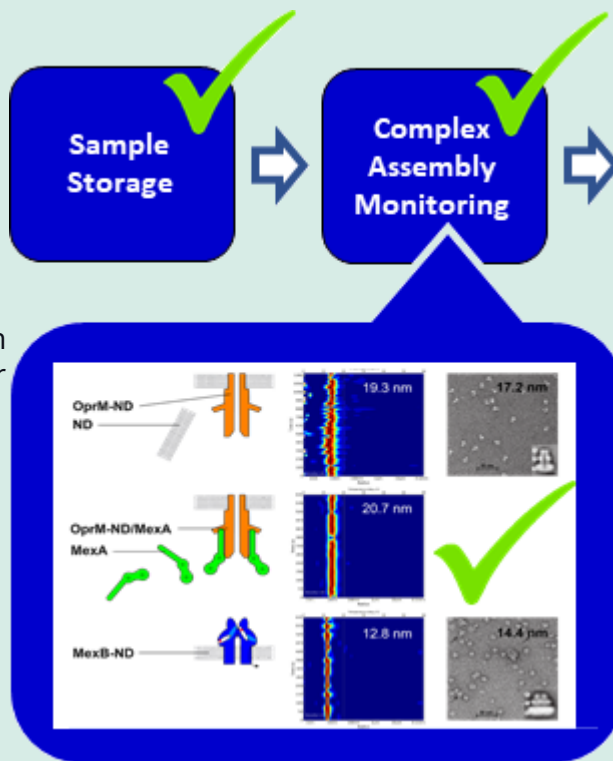 Sample
Storage
Complex
Assembly
Monitoring
OprM-ND
ND
19.3 nm
17.2 nm
OprM-ND/MexA
MexA
20.7 nm
MexB-ND
12.8 nm
14.4 nm